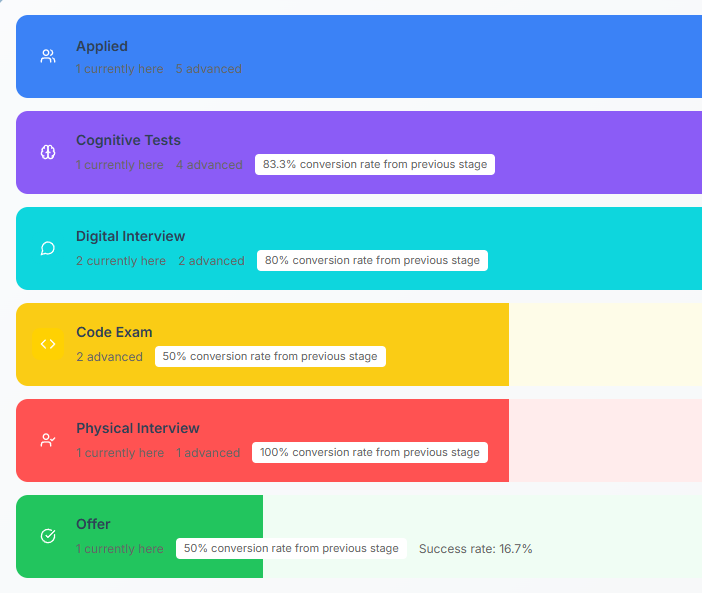 Applied
1 currently here 5 advanced
Cognitive Tests
1 currently here 4 advanced 83.3% conversion rate from previous stage
Digital Interview
2 currently here 2 advanced 80% conversion rate from previous stage
Code Exam
2 advanced 50% conversion rate from previous stage
Physical Interview
1 currently here 1 advanced 100% conversion rate from previous stage
Offer
1 currently here 50% conversion rate from previous stage Success rate: 16.7%